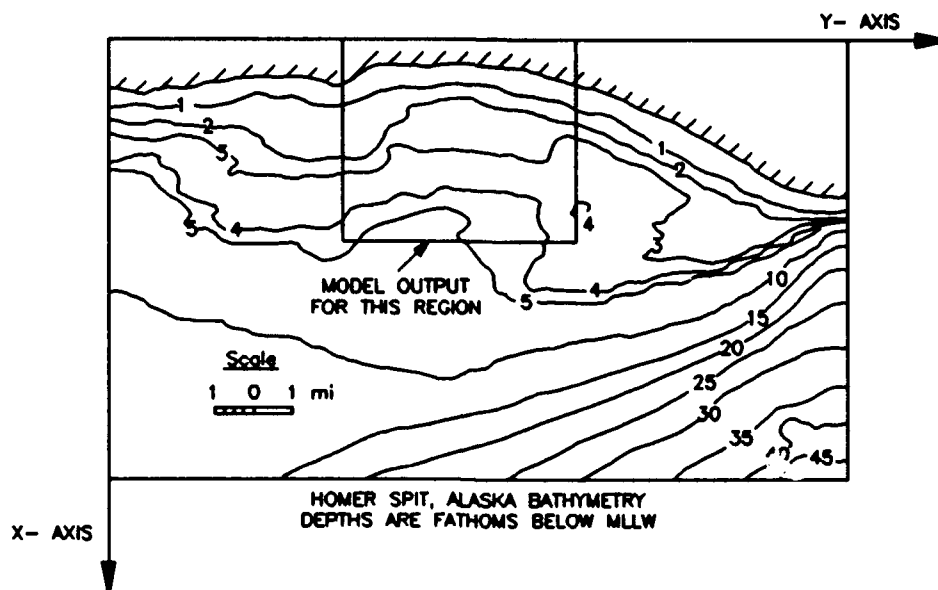 Y- AXIS
1
2
5
4
5
1
2
4
3
MODEL OUTPUT
FOR THIS REGION
4
5
10
15
20
25
30
35
45
Scale
1 0 1 mi
HOMER SPIT, ALASKA BATHYMETRY
DEPTHS ARE FATHOMS BELOW MLLW
X- AXIS